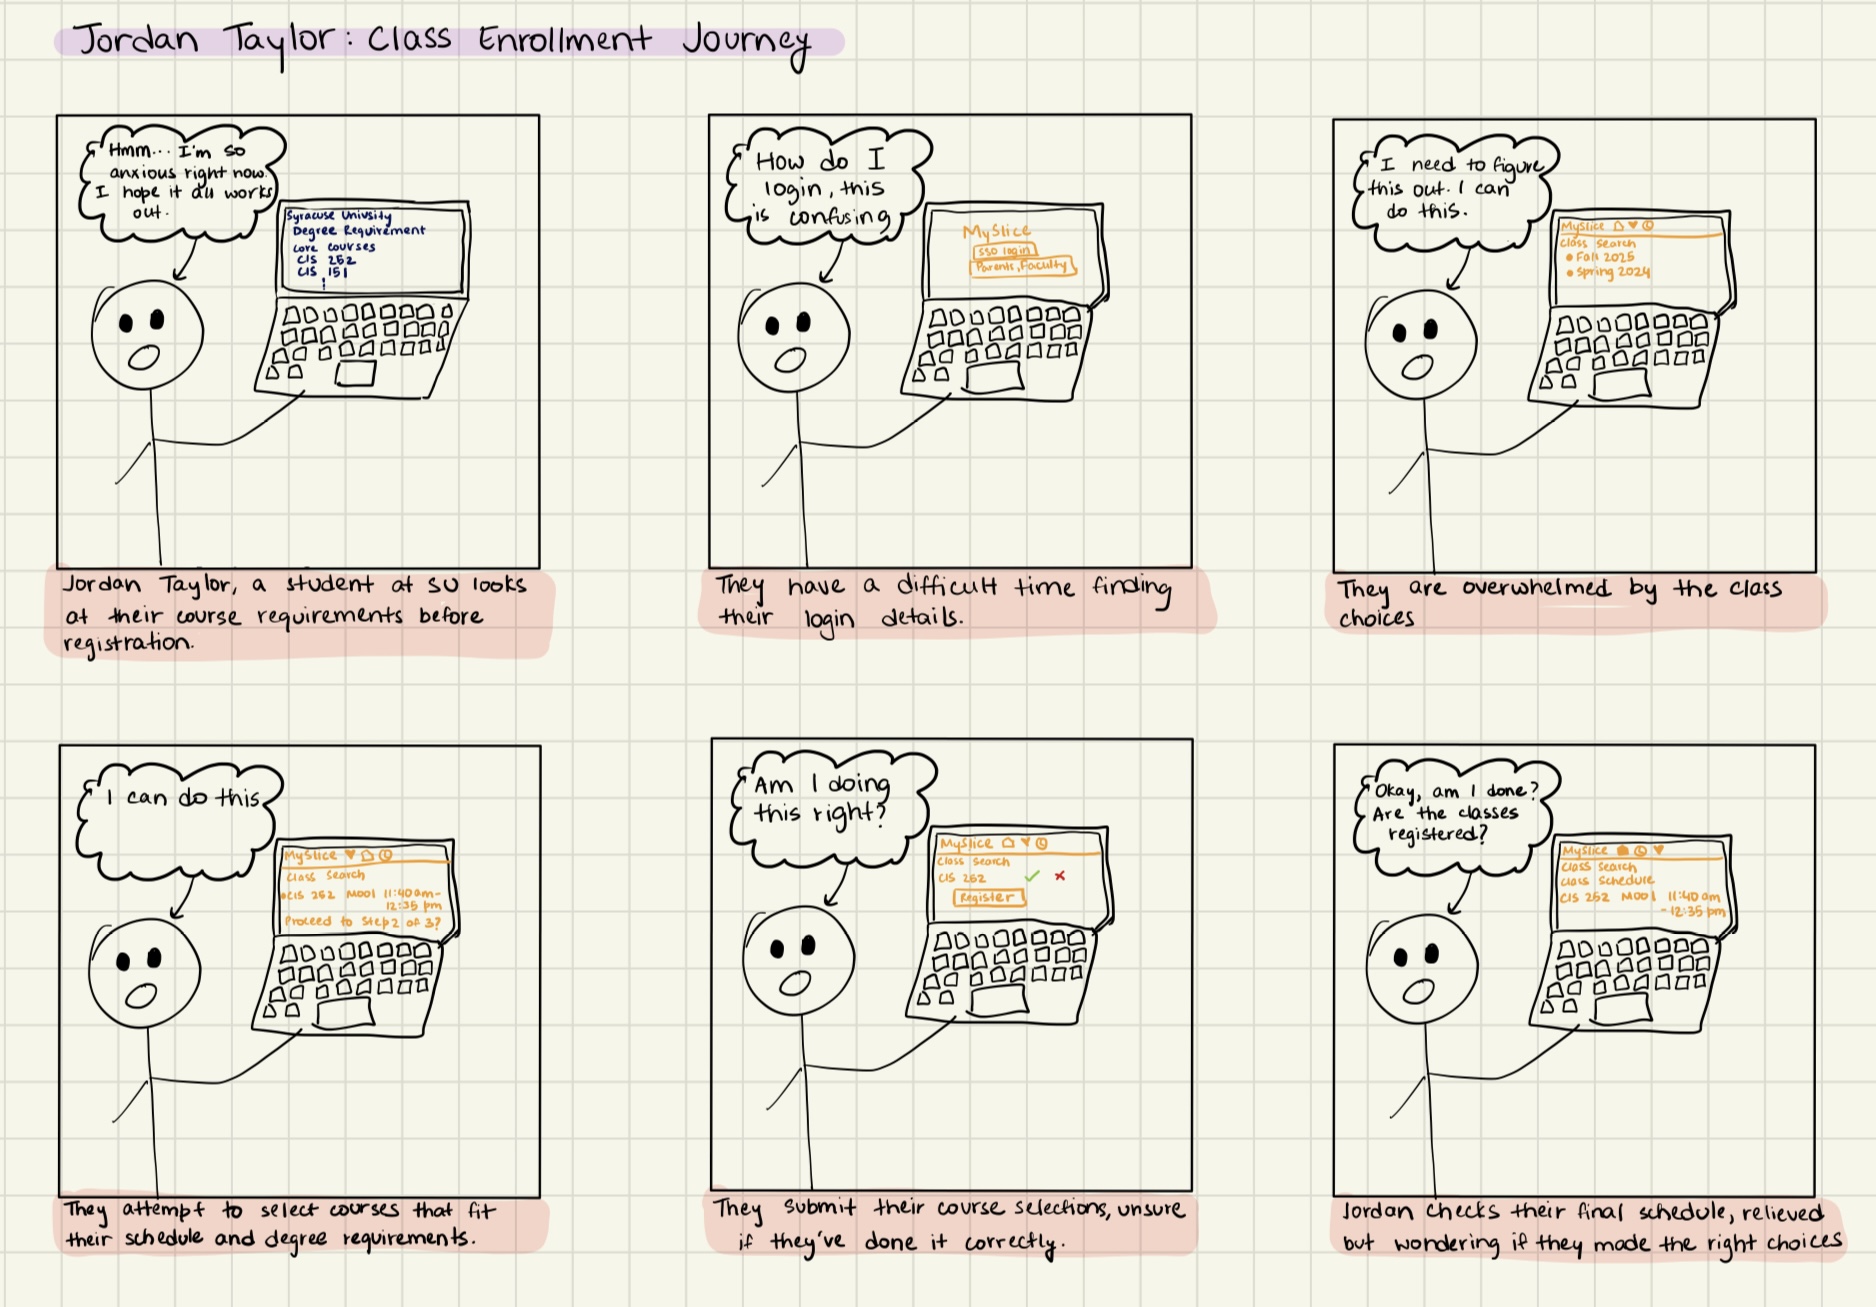 Jordan Taylor: Class Enrollment Journey
Hmm... I'm so
anxious right now.
I hope it all works
out.
Syracuse Univsity
Degree Requirement
Core courses
CIS 252
CIS 151
Jordan Taylor, a student at SU looks
at their course requirements before
registration.
How do I
login, this
is confusing
MySlice
SSO login
Parents, Faculty
They have a difficult time finding
their login details.
I need to figure
this out. I can
do this.
MySlice
Class Search
• Fall 2025
• Spring 2024
They are overwhelmed by the class
choices
I can do this
MySlice
Class Search
• CIS 252 M001 11:40am-
12:35 pm
Proceed to Step 2 of 3?
They attempt to select courses that fit
their schedule and degree requirements.
Am I doing
this right?
MySlice
Class Search
CIS 252 ✓ x
Register
They submit their course selections, unsure
if they've done it correctly.
Okay, am I done?
Are the classes
registered?
MySlice
Class Search
Class Schedule
CIS 252 M001 11:40 am
-12:35 pm
Jordan checks their final schedule, relieved
but wondering if they made the right choices